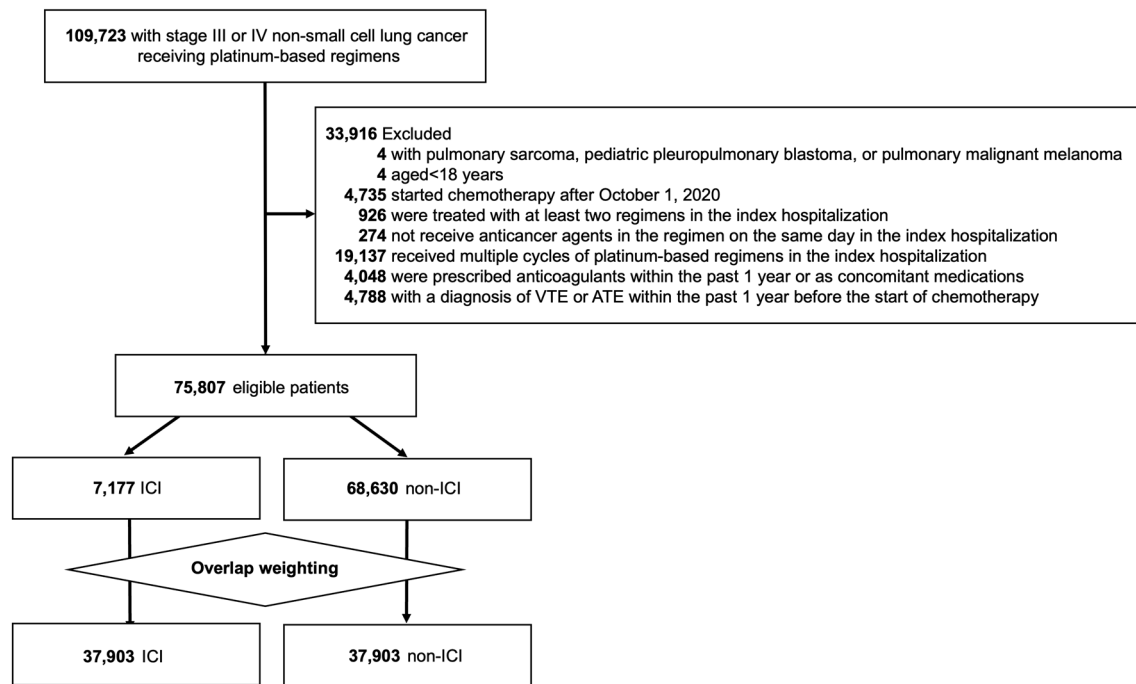 109,723 with stage III or IV non-small cell lung cancer
receiving platinum-based regimens
33,916 Excluded
4 with pulmonary sarcoma, pediatric pleuropulmonary blastoma, or pulmonary malignant melanoma
4 aged<18 years
4,735 started chemotherapy after October 1, 2020
926 were treated with at least two regimens in the index hospitalization
274 not receive anticancer agents in the regimen on the same day in the index hospitalization
19,137 received multiple cycles of platinum-based regimens in the index hospitalization
4,048 were prescribed anticoagulants within the past 1 year or as concomitant medications
4,788 with a diagnosis of VTE or ATE within the past 1 year before the start of chemotherapy
75,807 eligible patients
7,177 ICI
68,630 non-ICI
Overlap weighting
37,903 ICI
37,903 non-ICI